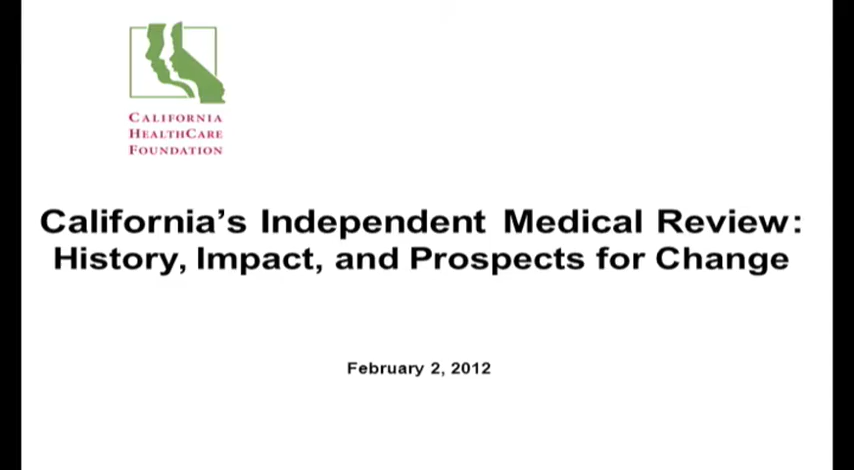 CALIFORNIA
HEALTHCARE
FOUNDATION
California’s Independent Medical Review:
History, Impact, and Prospects for Change
February 2, 2012